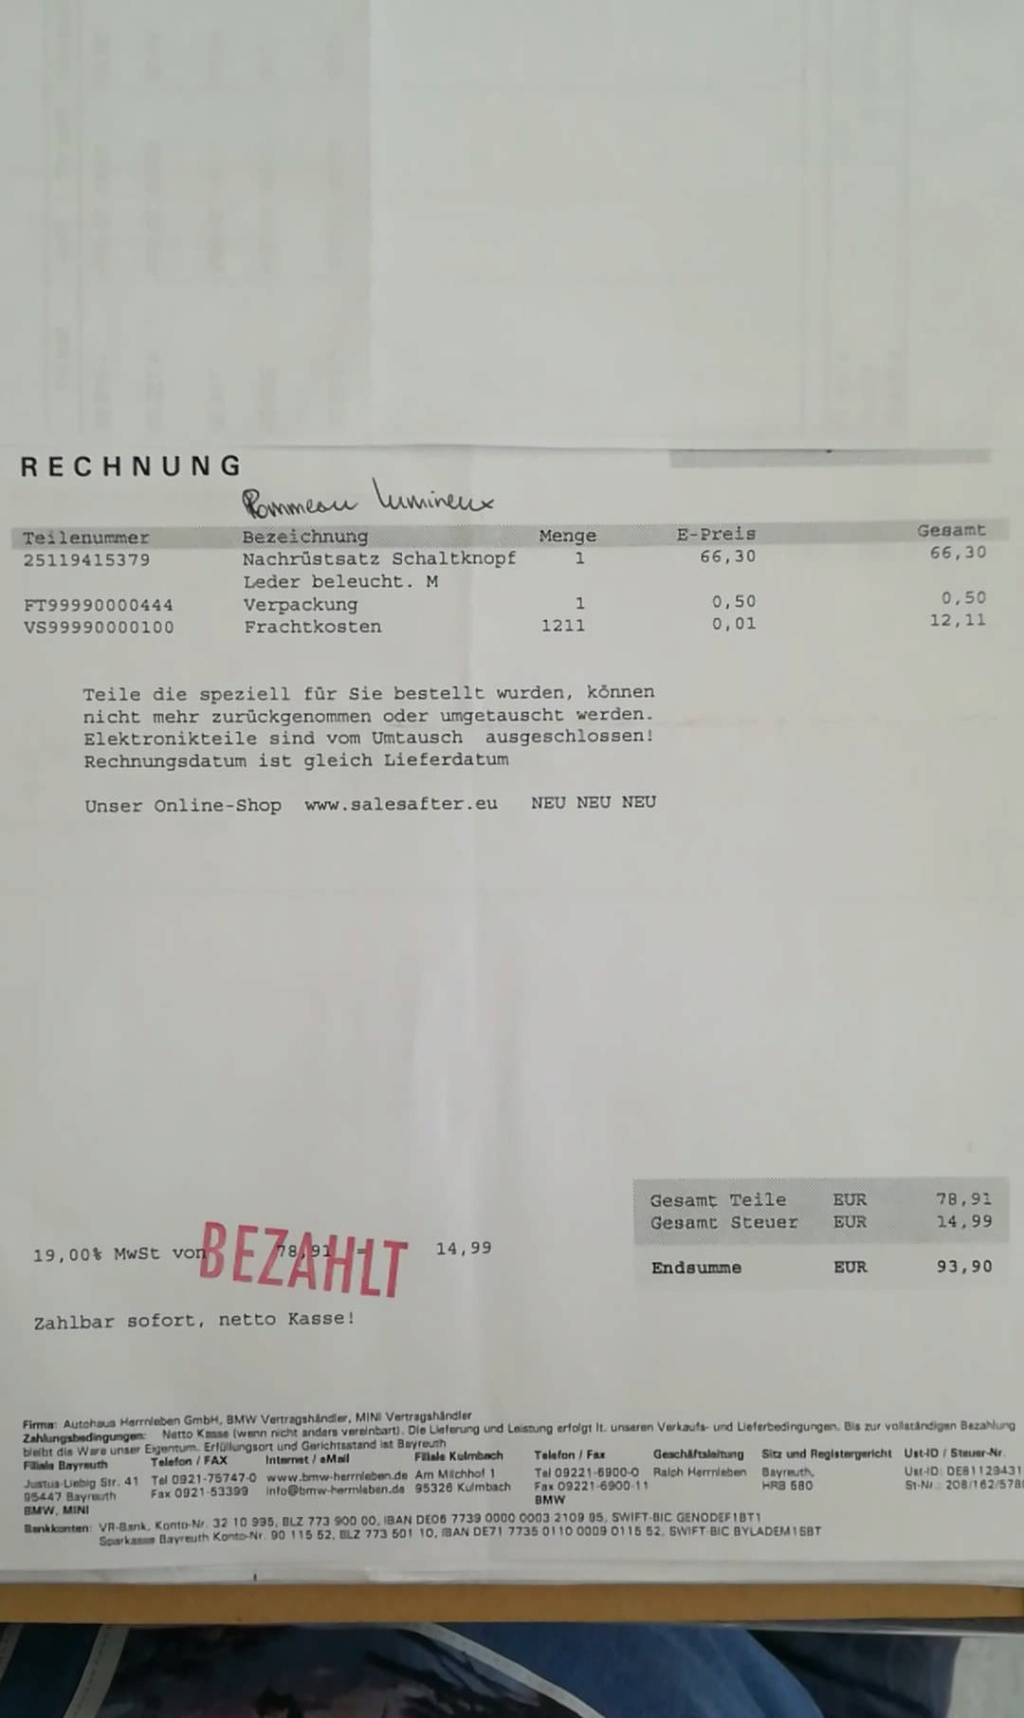 RECHNUNG
Pommeau lumineux
Teilenummer Bezeichnung Menge E-Preis Gesamt
25119415379 Nachrüstsatz Schaltknopf 1 66,30 66,30
Leder beleucht. M
FT99990000444 Verpackung 1 0,50 0,50
VS99990000100 Frachtkosten 1211 0,01 12,11
Teile die speziell für Sie bestellt wurden, können
nicht mehr zurückgenommen oder umgetauscht werden.
Elektronikteile sind vom Umtausch ausgeschlossen!
Rechnungsdatum ist gleich Lieferdatum
Unser Online-Shop www.salesafter.eu NEU NEU NEU
Gesamt Teile EUR 78,91
Gesamt Steuer EUR 14,99
19,00% MwSt von 78,91 = 14,99
BEZAHLT
Endsumme EUR 93,90
Zahlbar sofort, netto Kasse!
Firma: Autohaus Herrnleben GmbH, BMW Vertragshändler, MINI Vertragshändler
Zahlungsbedingungen: Netto Kasse (wenn nicht anders vereinbart). Die Lieferung und Leistung erfolgt lt. unseren Verkaufs- und Lieferbedingungen. Bis zur vollständigen Bezahlung
bleibt die Ware unser Eigentum. Erfüllungsort und Gerichtsstand ist Bayreuth
Filiale Bayreuth Telefon / FAX Internet / eMail Filiale Kulmbach Telefon / Fax Geschäftsleitung Sitz und Registergericht Ust-ID / Steuer-Nr.
Justus-Liebig Str. 41 Tel 0921-75747-0 www.bmw-herrnleben.de Am Milchhof 1 Tel 09221-6900-0 Ralph Herrnleben Bayreuth, Ust-ID: DE81129431
95447 Bayreuth Fax 0921-53399 info@bmw-herrnleben.de 95326 Kulmbach Fax 09221-6900-11 HRB 580 St-Nr.: 208/162/578
BMW, MINI BMW
Bankkonten: VR-Bank, Konto-Nr. 32 10 995, BLZ 773 900 00, IBAN DE06 7739 0000 0003 2109 95, SWIFT-BIC GENODEF1BT1
Sparkasse Bayreuth Konto-Nr. 90 115 52, BLZ 773 501 10, IBAN DE71 7735 0110 0009 0115 52, SWIFT BIC BYLADEM1SBT